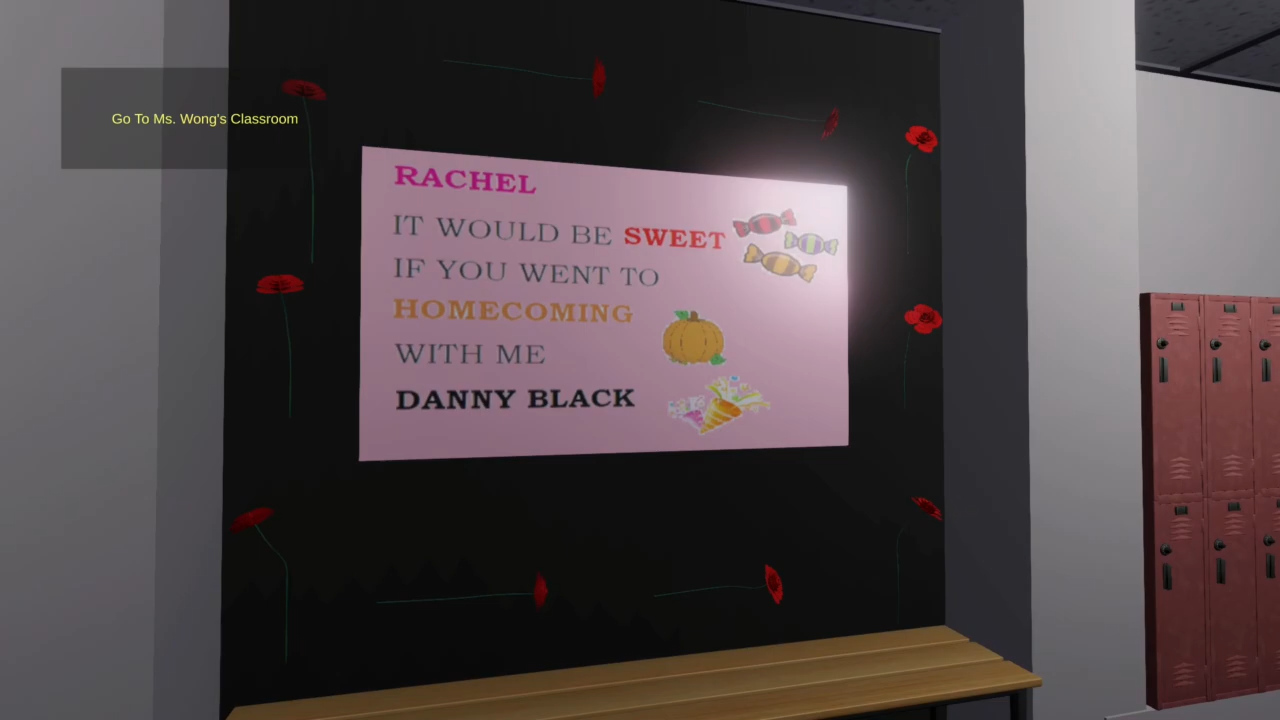 Go To Ms. Wong's Classroom
RACHEL
IT WOULD BE SWEET
IF YOU WENT TO
HOMECOMING
WITH ME
DANNY BLACK